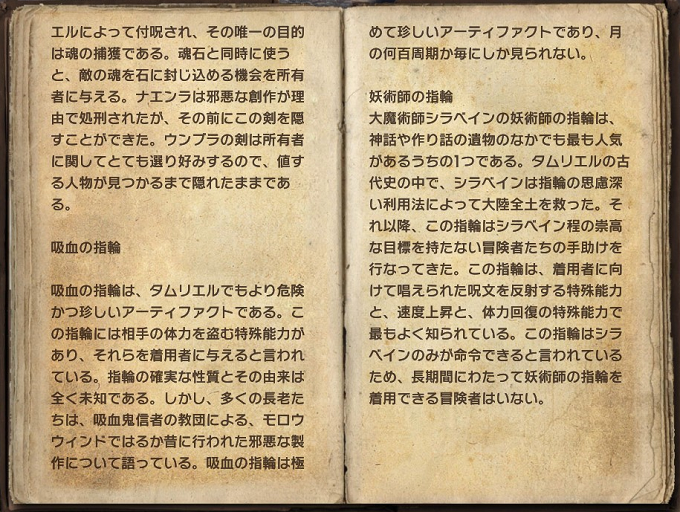 エルによって付呪され、その唯一の目的
は魂の捕獲である。魂石と同時に使う
と、敵の魂を石に封じ込める機会を所有
者に与える。ナエンラは邪悪な創作が理
由で処刑されたが、その前にこの剣を隠
すことができた。ウンブラの剣は所有者
に関してとても選り好みするので、値す
る人物が見つかるまで隠れたままであ
る。
吸血の指輪
吸血の指輪は、タムリエルでもより危険
かつ珍しいアーティファクトである。こ
の指輪には相手の体力を盗む特殊能力が
あり、それらを着用者に与えると言われ
ている。指輪の確実な性質とその由来は
全く未知である。しかし、多くの長老た
ちは、吸血鬼信者の教団による、モロウ
ウィンドではるか昔に行われた邪悪な製
作について語っている。吸血の指輪は極
めて珍しいアーティファクトであり、月
の何百周期か毎にしか見られない。
妖術師の指輪
大魔術師シラベインの妖術師の指輪は、
神話や作り話の遺物のなかでも最も人気
があるうちの1つである。タムリエルの古
代史の中で、シラベインは指輪の思慮深
い利用法によって大陸全土を救った。そ
れ以降、この指輪はシラベイン程の崇高
な目標を持たない冒険者たちの手助けを
行なってきた。この指輪は、着用者に向
けて唱えられた呪文を反射する特殊能力
と、速度上昇と、体力回復の特殊能力で
最もよく知られている。この指輪はシラ
ベインのみが命令できると言われている
ため、長期間にわたって妖術師の指輪を
着用できる冒険者はいない。